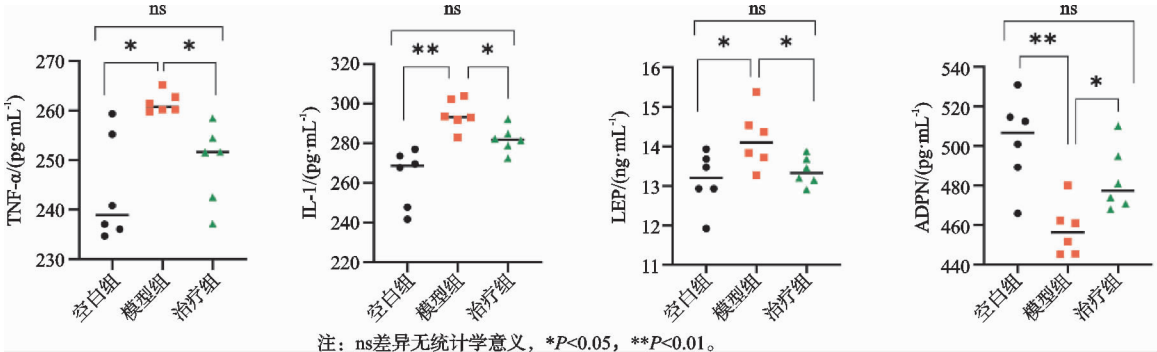 ns
* *
TNF-α/(pg·mL⁻¹)
270
260
250
240
230
空白组
模型组
治疗组
ns
** *
IL-1/(pg·mL⁻¹)
320
300
280
260
240
220
空白组
模型组
治疗组
ns
* *
LEP/(ng·mL⁻¹)
16
15
14
13
12
11
空白组
模型组
治疗组
ns
**
*
ADPN/(pg·mL⁻¹)
540
520
500
480
460
440
空白组
模型组
治疗组
注：ns差异无统计学意义，*P<0.05，**P<0.01。